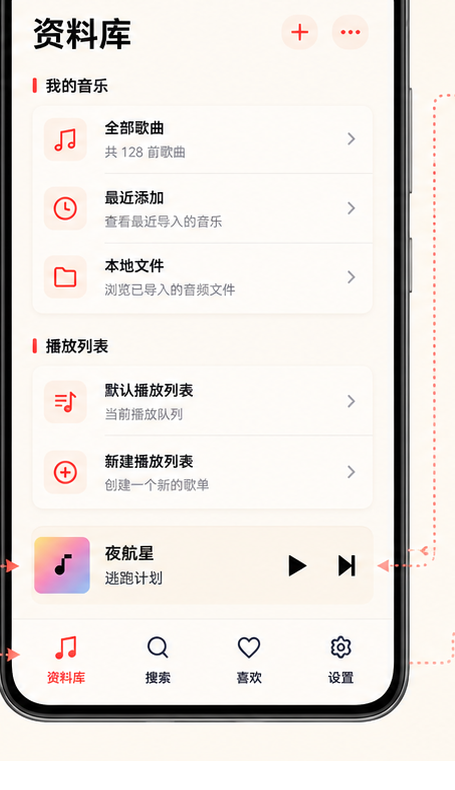 资料库
我的音乐
全部歌曲
共 128 前歌曲
最近添加
查看最近导入的音乐
本地文件
浏览已导入的音频文件
播放列表
默认播放列表
当前播放队列
新建播放列表
创建一个新的歌单
夜航星
逃跑计划
资料库
搜索
喜欢
设置